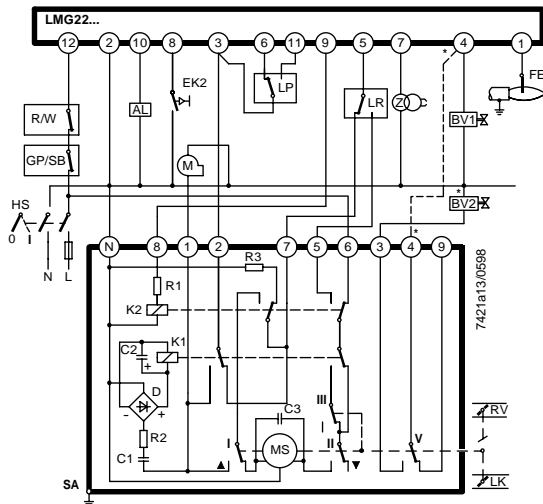 LMG22...
12 2 10 8 3 6 11 9 5 7 4 1
*
R/W
GP/SB
AL
EK2
LP
LR
Z
FE
M
BV1
*
BV2
HS
0 I
N L
*
N 8 1 2 7 5 6 3 4 9
R1
R3
K2
K1
C2
+
D
- +
R2
C1
C3
MS
I
III
I
II
V
SA
RV
LK
7421a13/0598